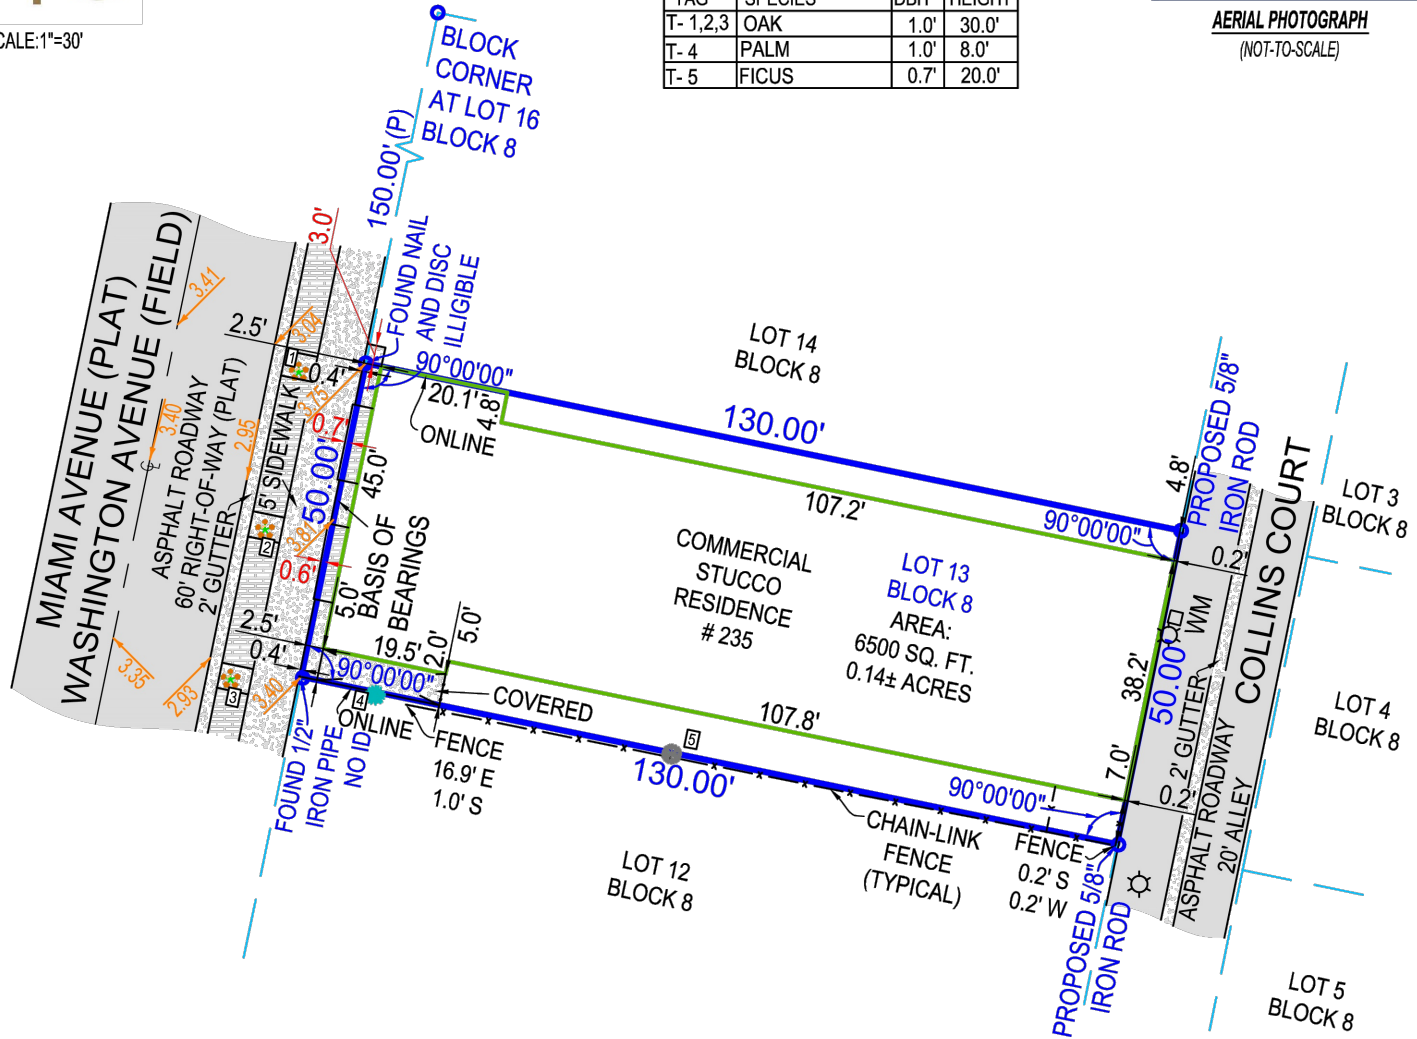 CALE:1"=30'
TAG SPECIES DBH HEIGHT
T- 1,2,3 OAK 1.0' 30.0'
T- 4 PALM 1.0' 8.0'
T- 5 FICUS 0.7' 20.0'
AERIAL PHOTOGRAPH
(NOT-TO-SCALE)
BLOCK
CORNER
AT LOT 16
BLOCK 8
150.00' (P)
3.0'
FOUND NAIL
AND DISC
ILLIGIBLE
MIAMI AVENUE (PLAT)
WASHINGTON AVENUE (FIELD)
3.41
3.40
3.35
2.93
2.95
3.04
3.75
3.81
3.40
ASPHALT ROADWAY
60' RIGHT-OF-WAY (PLAT)
2' GUTTER
5' SIDEWALK
2.5'
0.4'
1
2
3
0.7'
50.00'
45.0'
0.6'
5.0'
BASIS OF
BEARINGS
2.5'
0.4'
90°00'00"
20.1'
4.8'
ONLINE
LOT 14
BLOCK 8
130.00'
107.2'
COMMERCIAL
STUCCO
RESIDENCE
# 235
LOT 13
BLOCK 8
AREA:
6500 SQ. FT.
0.14± ACRES
90°00'00"
4.8'
PROPOSED 5/8"
IRON ROD
0.2'
COLLINS COURT
LOT 3
BLOCK 8
LOT 4
BLOCK 8
LOT 5
BLOCK 8
WM
38.2'
50.00'
2' GUTTER
7.0'
0.2'
ASPHALT ROADWAY
20' ALLEY
19.5'
2.0'
5.0'
90°00'00"
COVERED
4
ONLINE
FOUND 1/2"
IRON PIPE
NO ID
FENCE
16.9' E
1.0' S
107.8'
5
130.00'
90°00'00"
CHAIN-LINK
FENCE
(TYPICAL)
FENCE
0.2' S
0.2' W
PROPOSED 5/8"
IRON ROD
LOT 12
BLOCK 8